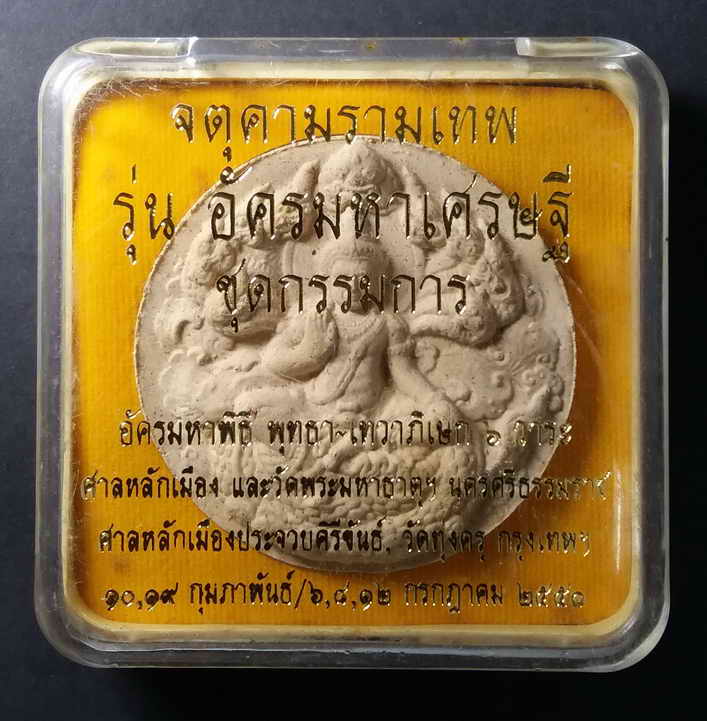 จตุคามรามเทพ
รุ่น อัครมหาเศรษฐี
ชุดกรรมการ
อัครมหาพิธี พุทธา-เทวาภิเษก ๖ วาระ
ศาลหลักเมือง และวัดพระมหาธาตุฯ นครศรีธรรมราช
ศาลหลักเมืองประจวบคิรีขันธ์, วัดทุ่งครุ กรุงเทพฯ
๑๐,๑๙ กุมภาพันธ์/๖,๘,๑๒ กรกฎาคม ๒๕๕๐